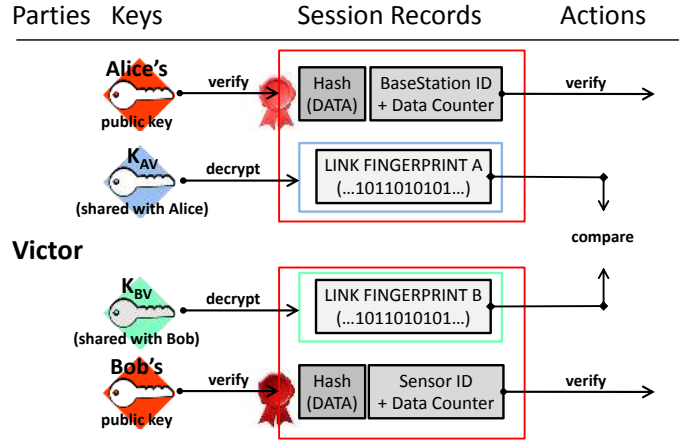 Parties Keys Session Records Actions
Alice's
public key
verify
Hash
(DATA)
BaseStation ID
+ Data Counter
verify
K_AV
(shared with Alice)
decrypt
LINK FINGERPRINT A
(...1011010101...)
compare
Victor
K_BV
(shared with Bob)
decrypt
LINK FINGERPRINT B
(...1011010101...)
Bob's
public key
verify
Hash
(DATA)
Sensor ID
+ Data Counter
verify